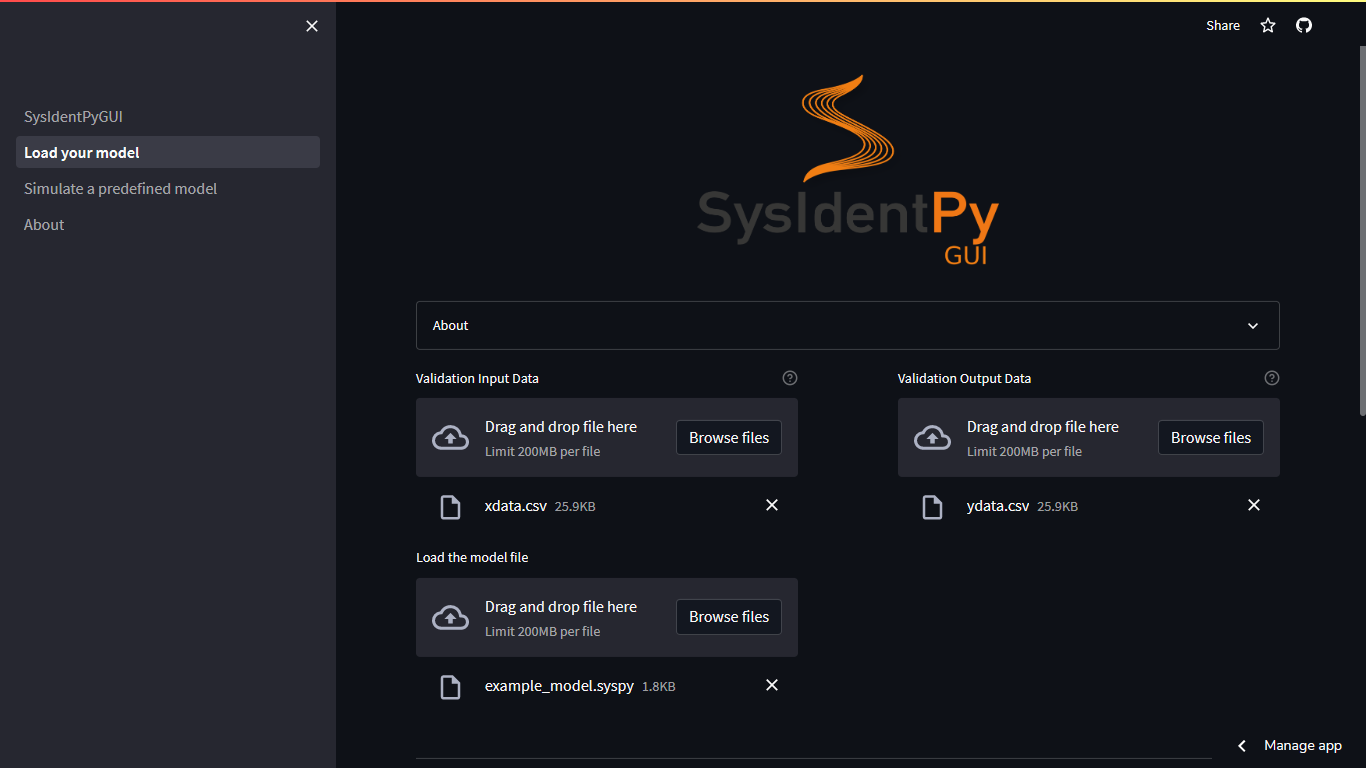 Share
SysIdentPyGUI
Load your model
Simulate a predefined model
About
SysIdentPy
GUI
About
Validation Input Data
Drag and drop file here
Limit 200MB per file
Browse files
xdata.csv 25.9KB
Validation Output Data
Drag and drop file here
Limit 200MB per file
Browse files
ydata.csv 25.9KB
Load the model file
Drag and drop file here
Limit 200MB per file
Browse files
example_model.syspy 1.8KB
Manage app